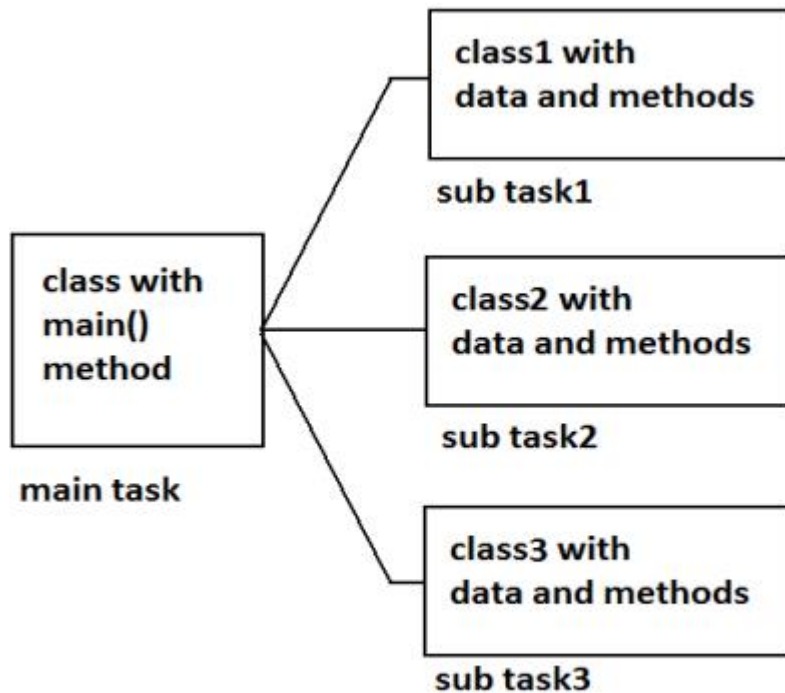 class1 with
data and methods
sub task1
class with
main()
method
main task
class2 with
data and methods
sub task2
class3 with
data and methods
sub task3